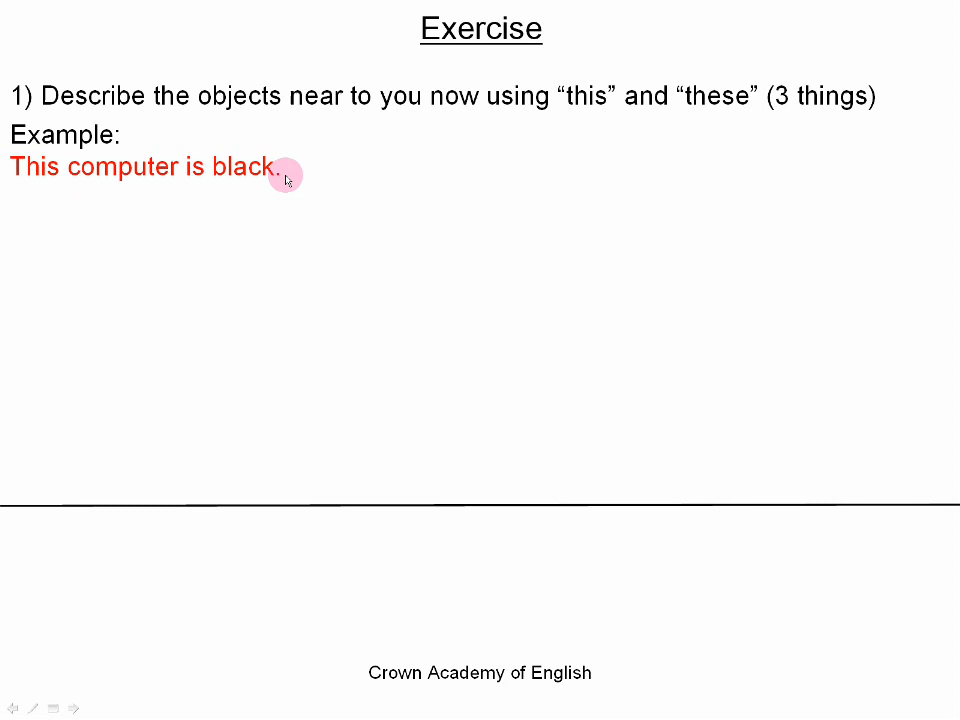 Exercise
1) Describe the objects near to you now using “this” and “these” (3 things)
Example:
This computer is black.
Crown Academy of English